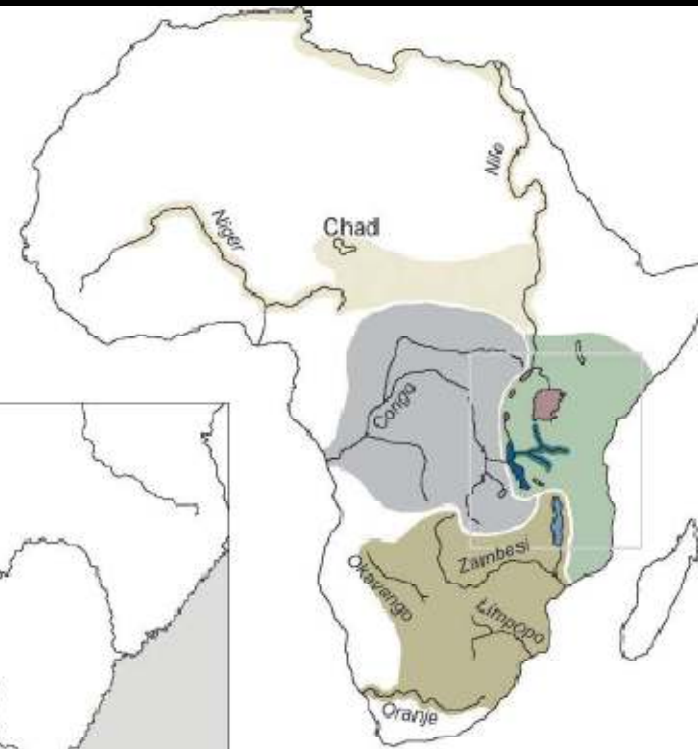 Nile
Niger
Chad
Congo
Zambesi
Okavango
Limpopo
Oranje